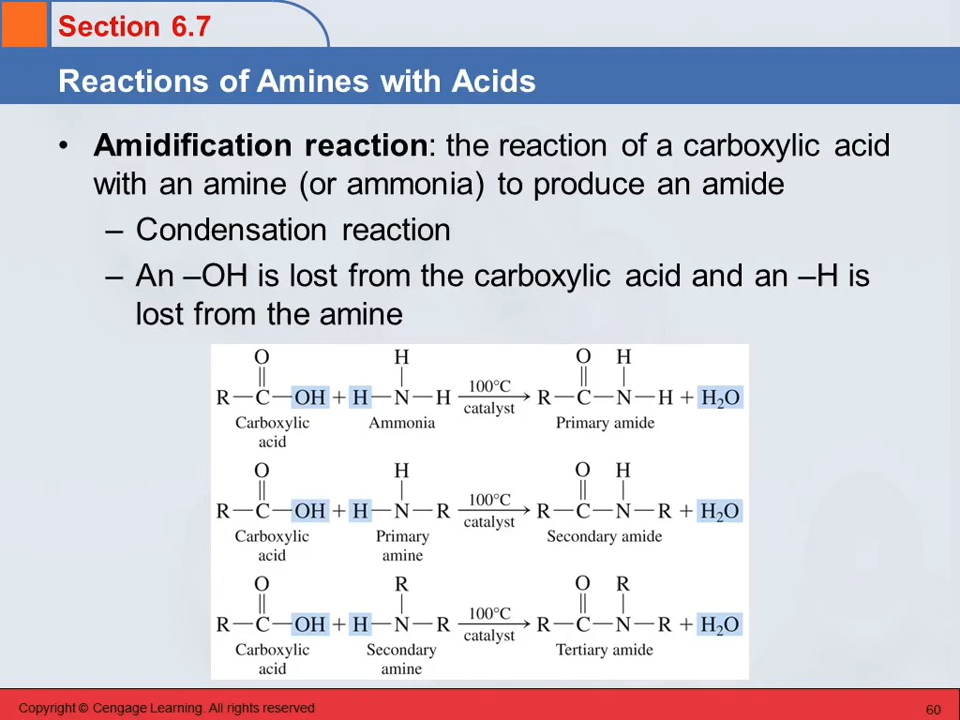 Section 6.7
Reactions of Amines with Acids
• Amidification reaction: the reaction of a carboxylic acid
with an amine (or ammonia) to produce an amide
– Condensation reaction
– An –OH is lost from the carboxylic acid and an –H is
lost from the amine
O H O H
R—C—OH + H—N—H 100°C R—C—N—H + H₂O
catalyst
Carboxylic Ammonia Primary amide
acid
O H O H
R—C—OH + H—N—R 100°C R—C—N—R + H₂O
catalyst
Carboxylic Primary Secondary amide
acid amine
O R O R
R—C—OH + H—N—R 100°C R—C—N—R + H₂O
catalyst
Carboxylic Secondary Tertiary amide
acid amine
Copyright © Cengage Learning. All rights reserved 60